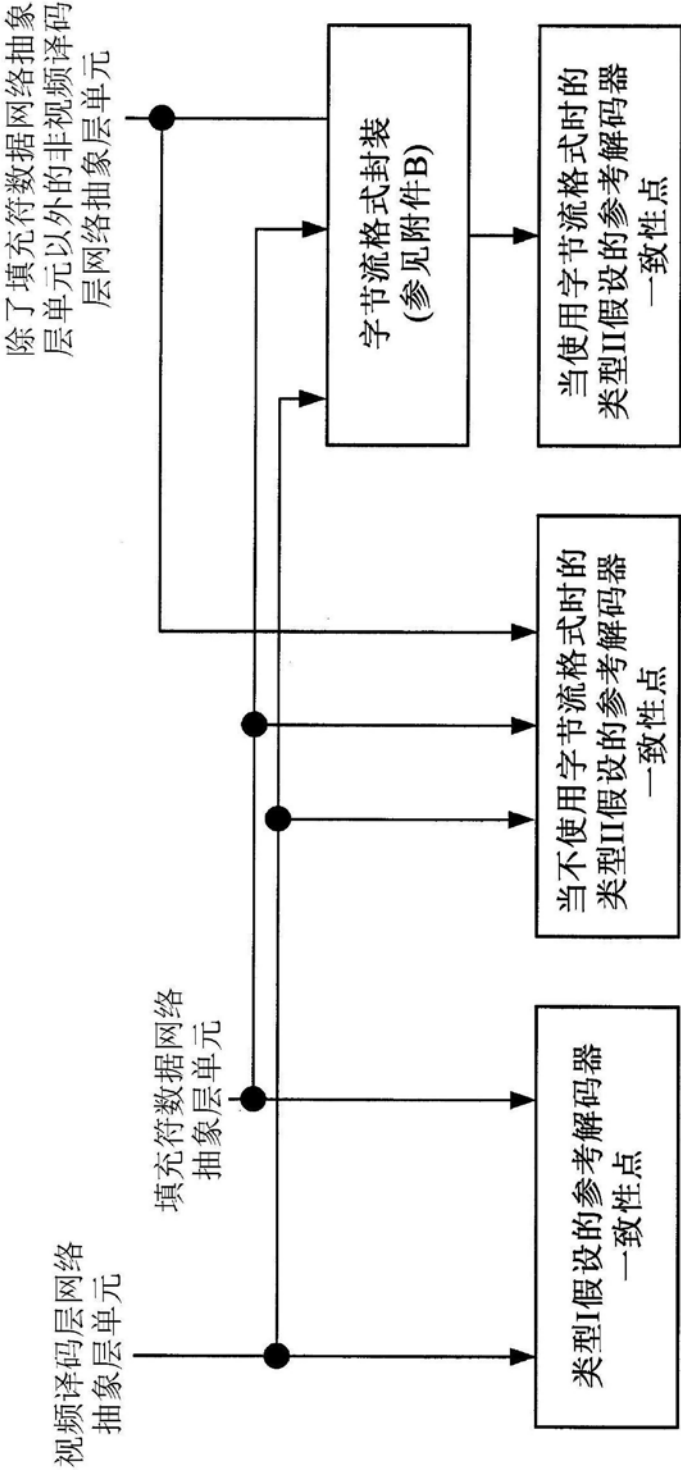 视频译码层网络
抽象层单元
填充符数据网络
抽象层单元
除了填充符数据网络抽象
层单元以外的非视频译码
层网络抽象层单元
字节流格式封装
(参见附件B)
类型I假设的参考解码器
一致性点
当不使用字节流格式时的
类型II假设的参考解码器
一致性点
当使用字节流格式时的
类型II假设的参考解码器
一致性点